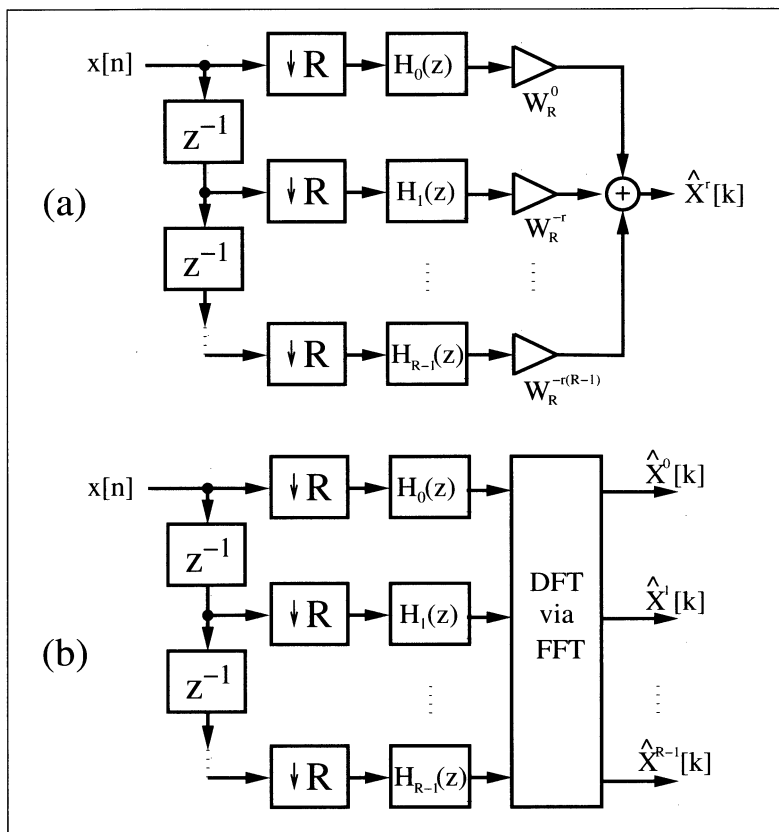 x[n] ↓ R H₀(z) W_R^0
z⁻¹
(a) ↓ R H₁(z) W_R^{-r} + X̂^r[k]
z⁻¹
↓ R H_{R−1}(z) W_R^{-r(R−1)}
x[n] ↓ R H₀(z) X̂^0[k]
z⁻¹
DFT
via
FFT
(b) ↓ R H₁(z) X̂^1[k]
z⁻¹
↓ R H_{R−1}(z) X̂^{R−1}[k]